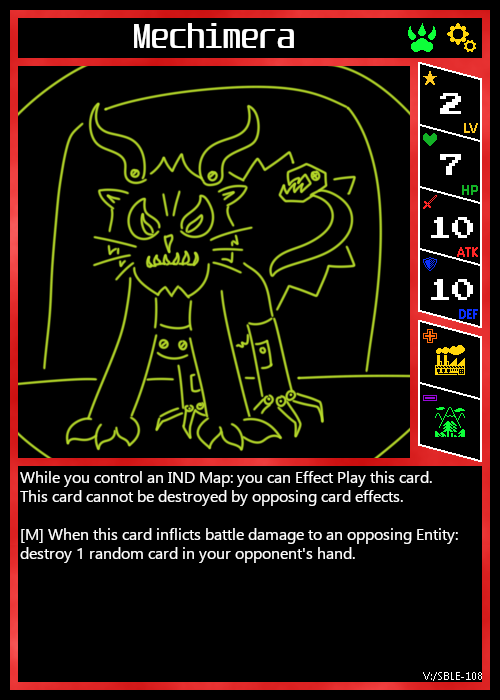 Mechimera
2
LV
7
HP
10
ATK
10
DEF
While you control an IND Map: you can Effect Play this card.
This card cannot be destroyed by opposing card effects.
[M] When this card inflicts battle damage to an opposing Entity:
destroy 1 random card in your opponent's hand.
V:/SBLE-108